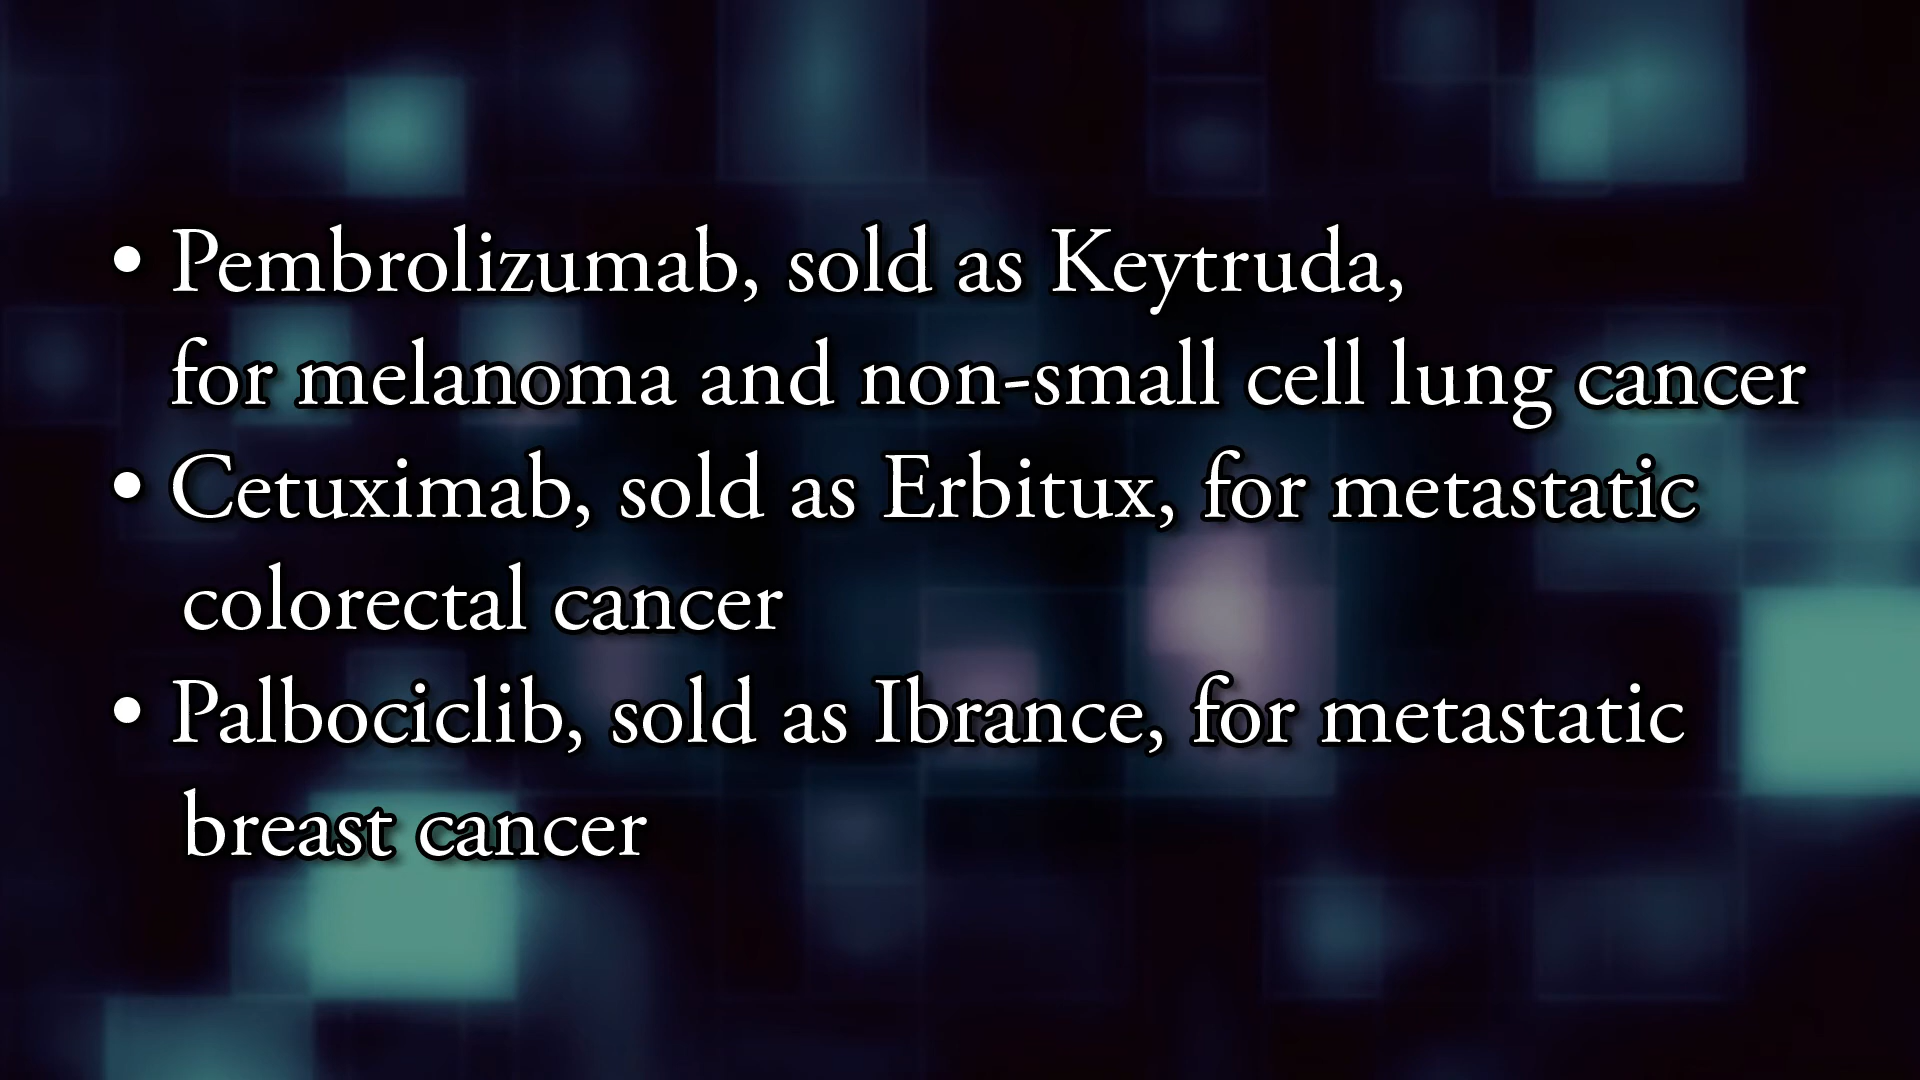 • Pembrolizumab, sold as Keytruda,
for melanoma and non-small cell lung cancer
• Cetuximab, sold as Erbitux, for metastatic
colorectal cancer
• Palbociclib, sold as Ibrance, for metastatic
breast cancer